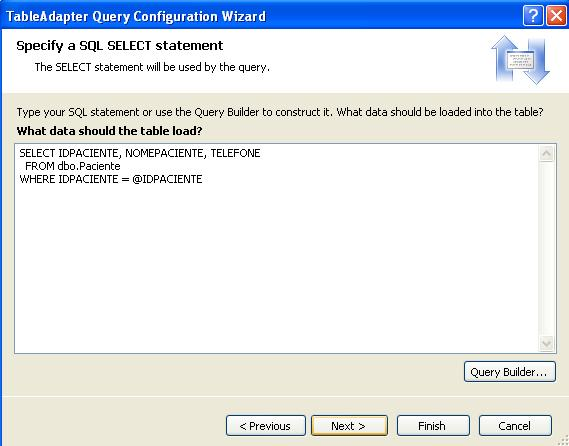 TableAdapter Query Configuration Wizard
Specify a SQL SELECT statement
The SELECT statement will be used by the query.
Type your SQL statement or use the Query Builder to construct it. What data should be loaded into the table?
What data should the table load?
SELECT IDPACIENTE, NOMEPACIENTE, TELEFONE
FROM dbo.Paciente
WHERE IDPACIENTE = @IDPACIENTE
Query Builder...
< Previous
Next >
Finish
Cancel